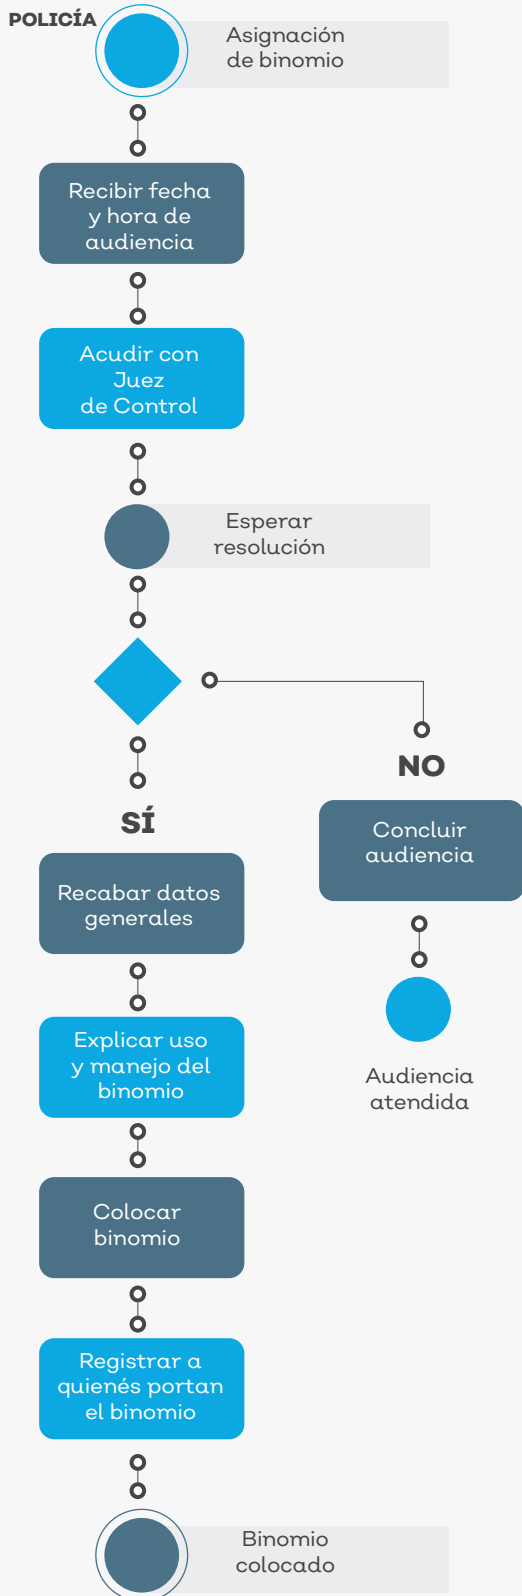 POLICÍA
Asignación
de binomio
Recibir fecha
y hora de
audiencia
Acudir con
Juez
de Control
Esperar
resolución
NO
SÍ
Concluir
audiencia
Recabar datos
generales
Explicar uso
y manejo del
binomio
Audiencia
atendida
Colocar
binomio
Registrar a
quienés portan
el binomio
Binomio
colocado